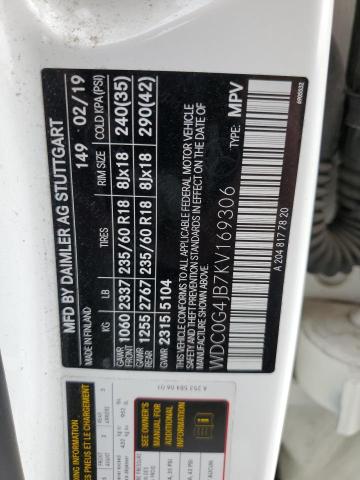 MFD BY DAIMLER AG STUTTGART
MADE IN FINLAND 149 02/19
KG LB TIRES RIM SIZE COLD KPA (PSI)
GAWR FRONT 1060 2337 235/60 R18 8Jx18 240(35)
GAWR REAR 1255 2767 235/60 R18 8Jx18 290(42)
GVWR 2315 5104
THIS VEHICLE CONFORMS TO ALL APPLICABLE FEDERAL MOTOR VEHICLE
SAFETY AND THEFT PREVENTION STANDARDS IN EFFECT ON THE DATE OF
MANUFACTURE SHOWN ABOVE.
WDC0G4JB7KV169306 TYPE: MPV
A 204 817 78 20
SEE OWNER'S
MANUAL FOR
ADDITIONAL
INFORMATION